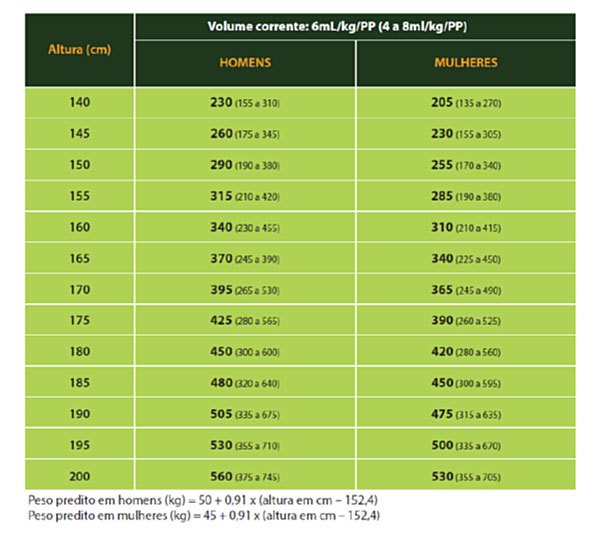 Altura (cm) Volume corrente: 6mL/kg/PP (4 a 8ml/kg/PP)
HOMENS MULHERES
140 230 (155 a 310) 205 (135 a 270)
145 260 (175 a 345) 230 (155 a 305)
150 290 (190 a 380) 255 (170 a 340)
155 315 (210 a 420) 285 (190 a 380)
160 340 (230 a 455) 310 (210 a 415)
165 370 (245 a 390) 340 (225 a 450)
170 395 (265 a 530) 365 (245 a 490)
175 425 (280 a 565) 390 (260 a 525)
180 450 (300 a 600) 420 (280 a 560)
185 480 (320 a 640) 450 (300 a 595)
190 505 (335 a 675) 475 (315 a 635)
195 530 (355 a 710) 500 (335 a 670)
200 560 (375 a 745) 530 (355 a 705)
Peso predito em homens (kg) = 50 + 0,91 x (altura em cm – 152,4)
Peso predito em mulheres (kg) = 45 + 0,91 x (altura em cm – 152,4)